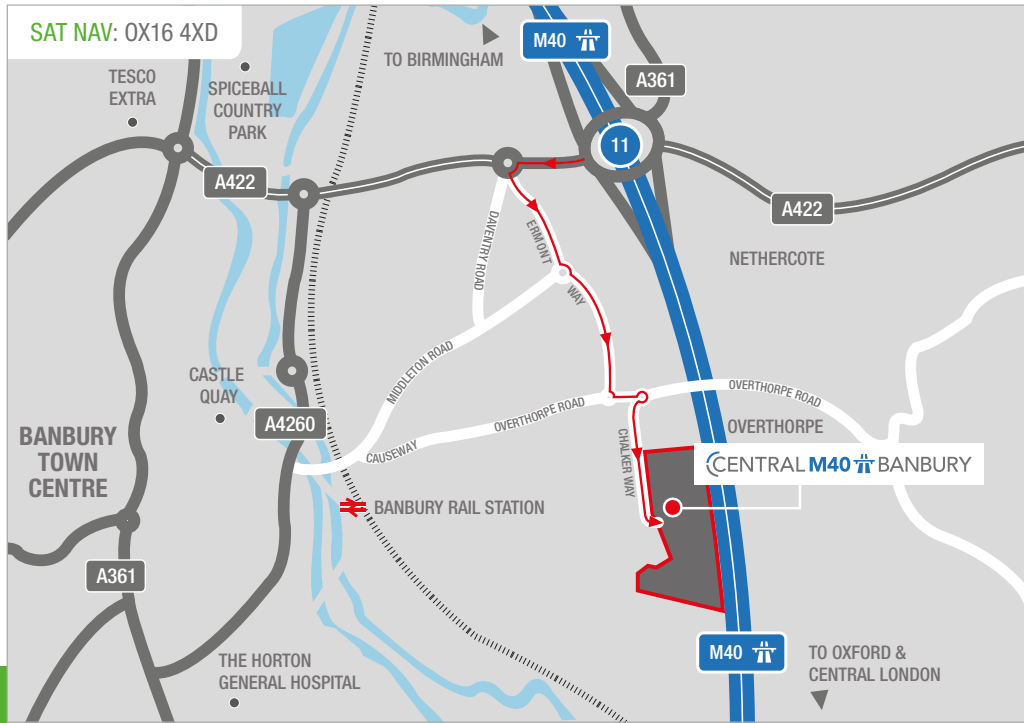 SAT NAV: OX16 4XD
M40
TO BIRMINGHAM
TESCO
EXTRA
SPICEBALL
COUNTRY
PARK
A361
11
A422
A422
DAVENTRY ROAD
ERMONT
WAY
NETHERCOTE
MIDDLETON ROAD
CASTLE
QUAY
OVERTHORPE ROAD
OVERTHORPE ROAD
A4260
CAUSEWAY
CHALKER WAY
OVERTHORPE
BANBURY
TOWN
CENTRE
CENTRAL M40 BANBURY
BANBURY RAIL STATION
A361
M40
THE HORTON
GENERAL HOSPITAL
TO OXFORD &
CENTRAL LONDON